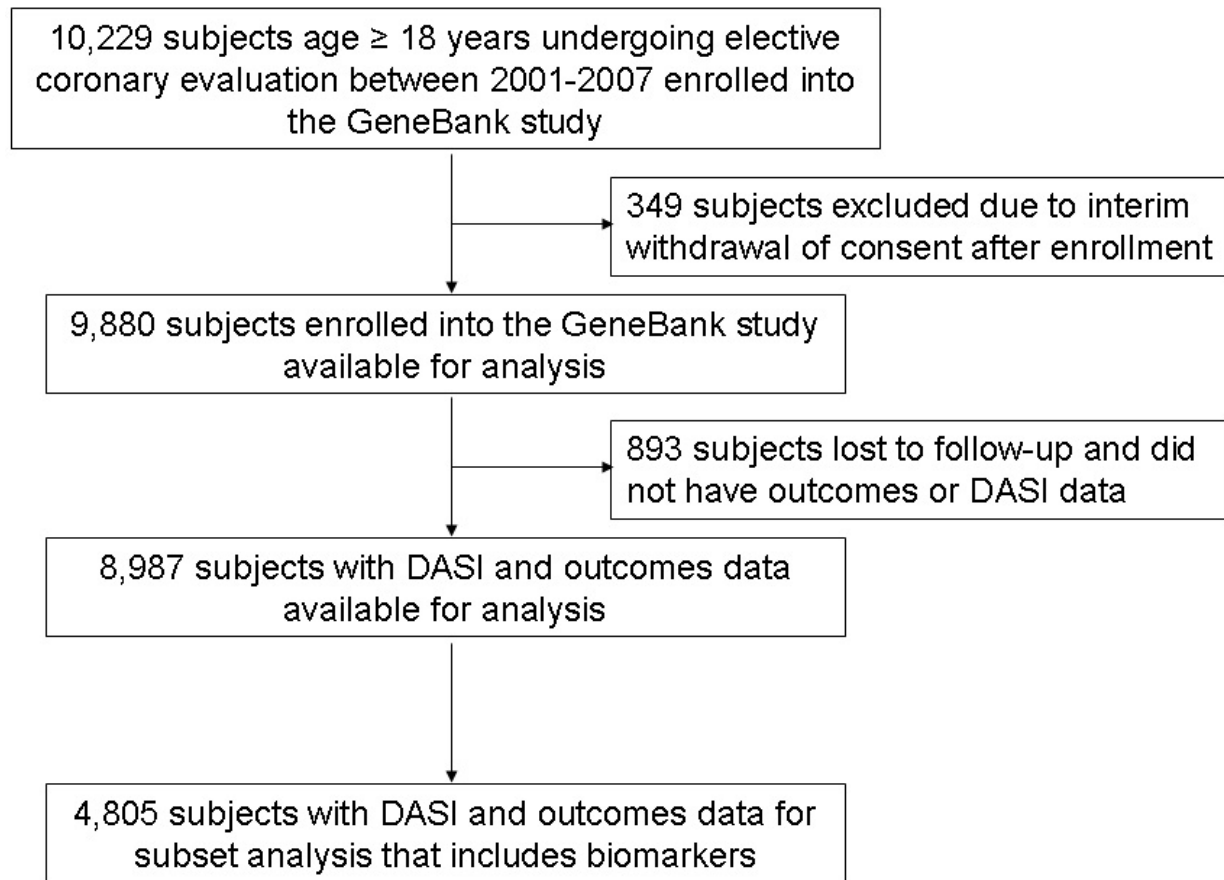 10,229 subjects age ≥ 18 years undergoing elective
coronary evaluation between 2001-2007 enrolled into
the GeneBank study
349 subjects excluded due to interim
withdrawal of consent after enrollment
9,880 subjects enrolled into the GeneBank study
available for analysis
893 subjects lost to follow-up and did
not have outcomes or DASI data
8,987 subjects with DASI and outcomes data
available for analysis
4,805 subjects with DASI and outcomes data for
subset analysis that includes biomarkers